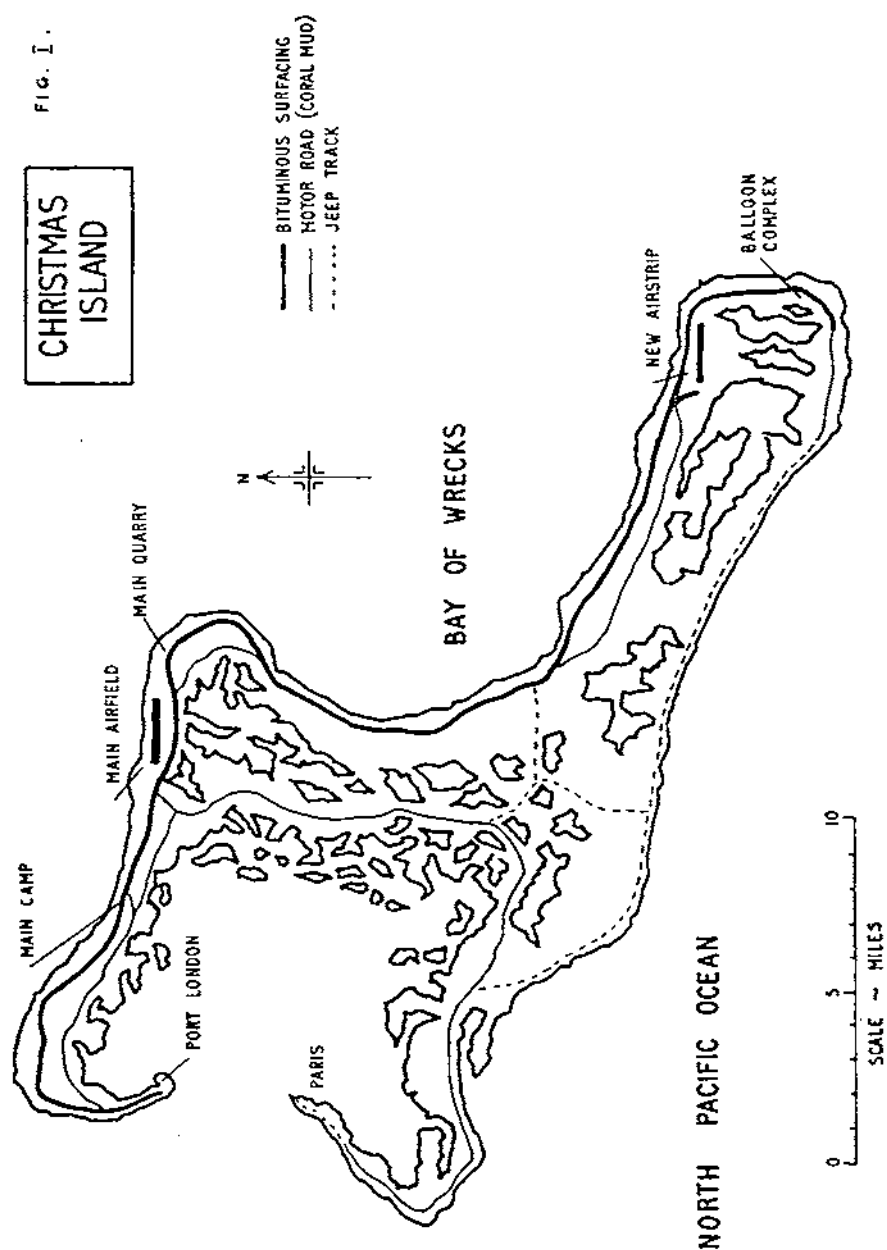 FIG. I.
CHRISTMAS
ISLAND
BITUMINOUS SURFACING
MOTOR ROAD (CORAL MUD)
JEEP TRACK
N
MAIN CAMP
MAIN AIRFIELD
MAIN QUARRY
PORT LONDON
PARIS
BAY OF WRECKS
NEW AIRSTRIP
BALLOON
COMPLEX
NORTH PACIFIC OCEAN
0 5 10
SCALE ~ MILES